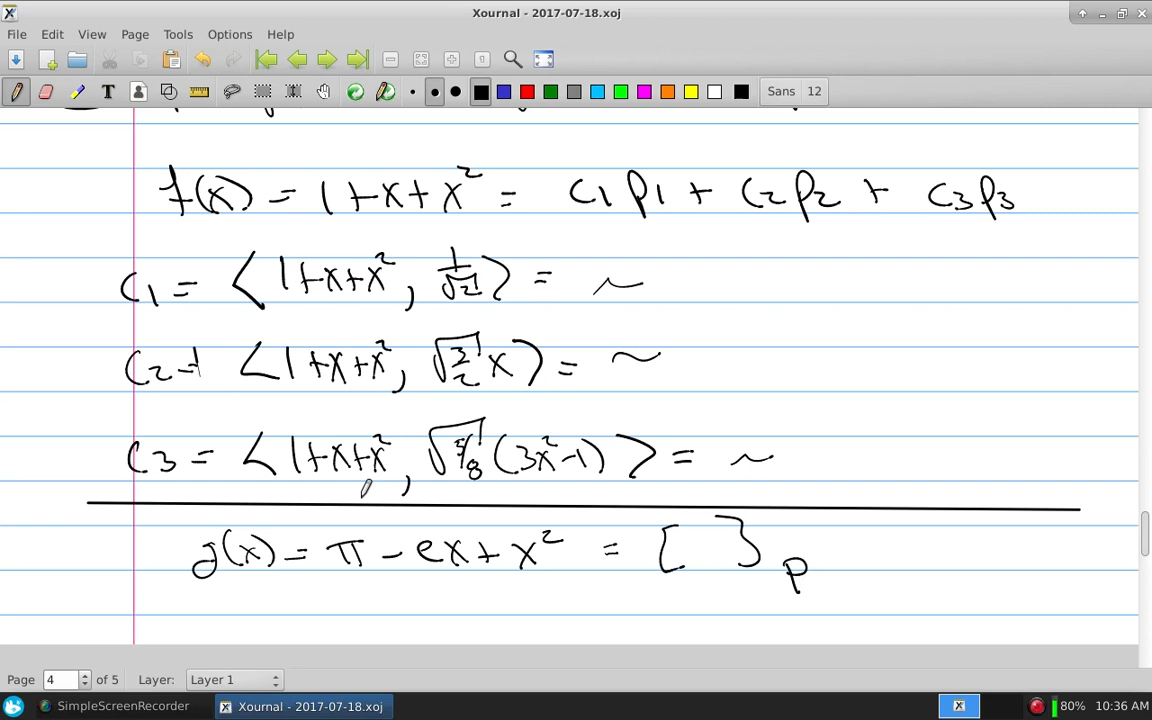 Xournal - 2017-07-18.xoj
File Edit View Page Tools Options Help
Sans 12
f(x) = 1+x+x² = c1p1 + c2p2 + c3p3
c1 = ⟨1+x+x², 1/√2⟩ = ~
c2 = ⟨1+x+x², √(3/2) x⟩ = ~
c3 = ⟨1+x+x², √(5/8) (3x²-1)⟩ = ~
g(x) = π - ex + x² = [ ]p
Page 4 of 5 Layer: Layer 1
SimpleScreenRecorder Xournal - 2017-07-18.xoj 80% 10:36 AM